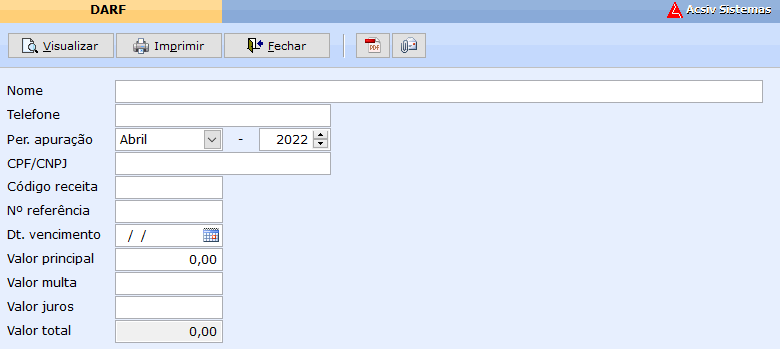 DARF
Acsiv Sistemas
Visualizar Imprimir Fechar PDF
Nome
Telefone
Per. apuração Abril - 2022
CPF/CNPJ
Código receita
Nº referência
Dt. vencimento / /
Valor principal 0,00
Valor multa
Valor juros
Valor total 0,00